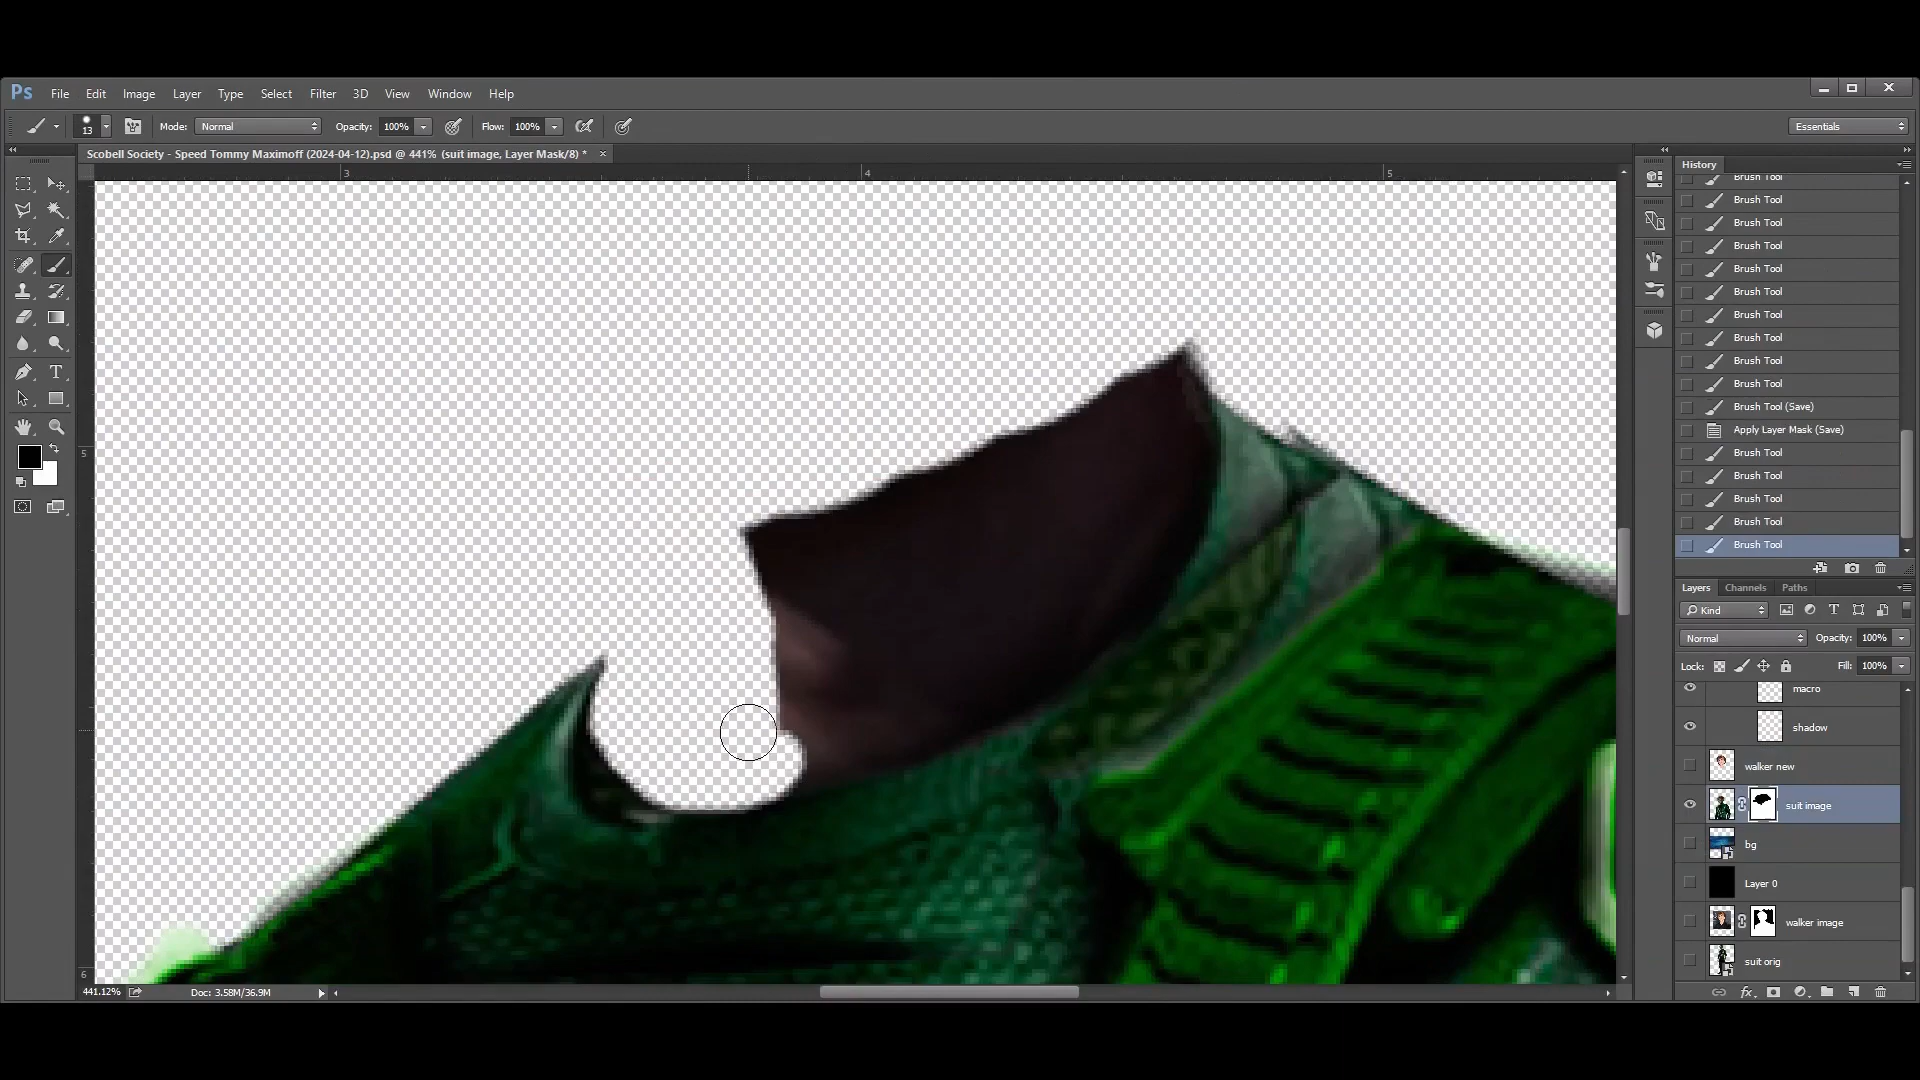 Ps File Edit Image Layer Type Select Filter 3D View Window Help
13 Mode: Normal Opacity: 100% Flow: 100% Essentials
Scobell Society - Speed Tommy Maximoff (2024-04-12).psd @ 441% (suit image, Layer Mask/8) * ×
3 4 5
5
6
History
Brush Tool
Brush Tool
Brush Tool
Brush Tool
Brush Tool
Brush Tool
Brush Tool
Brush Tool
Brush Tool
Brush Tool
Brush Tool (Save)
Apply Layer Mask (Save)
Brush Tool
Brush Tool
Brush Tool
Brush Tool
Brush Tool
Layers Channels Paths
Kind T
Normal Opacity: 100%
Lock: Fill: 100%
macro
shadow
walker new
suit image
bg
Layer 0
walker image
suit orig
fx
441.12% Doc: 3.58M/36.9M